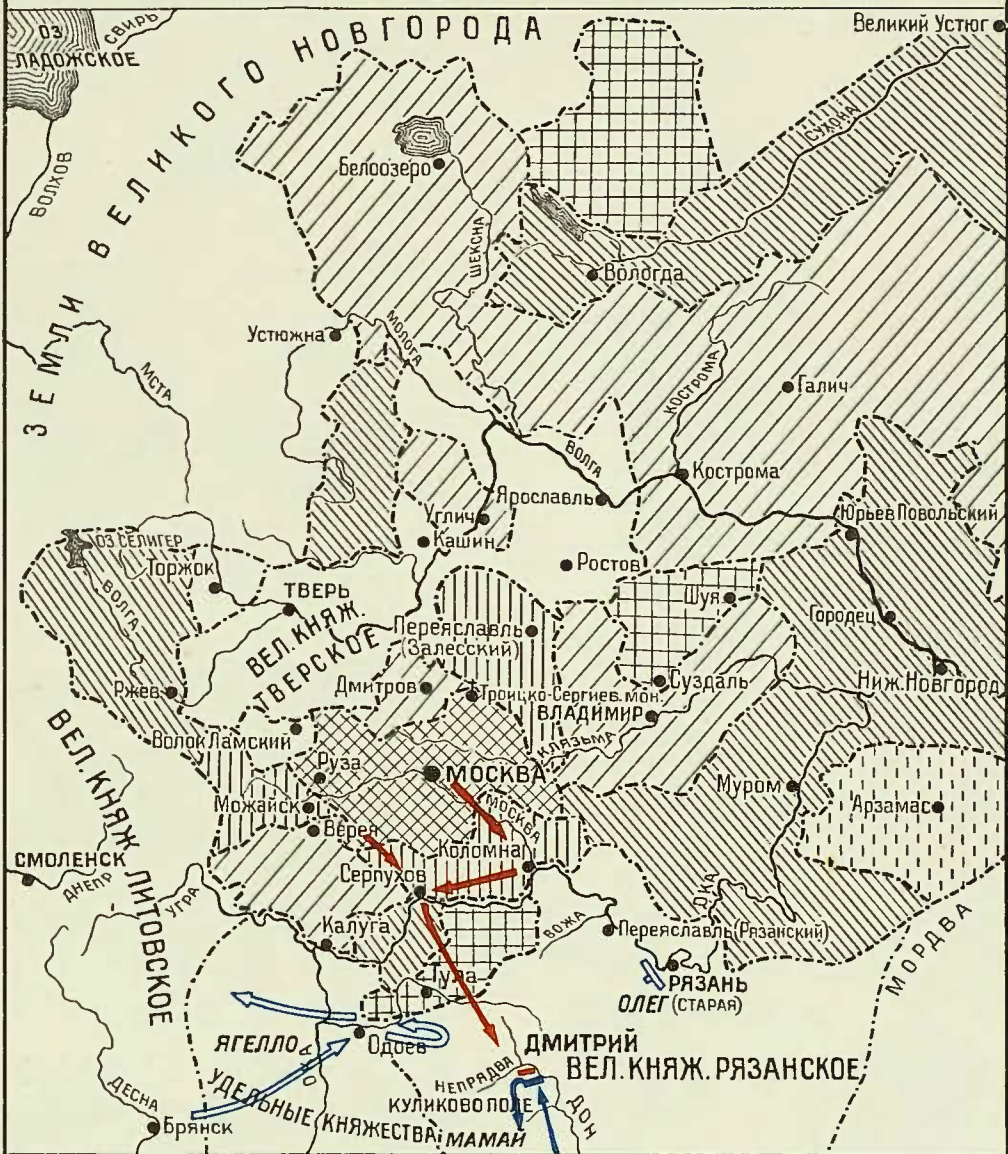 ОЗ
ЛАДОЖСКОЕ
СВИРЬ
ЗЕМЛИ ВЕЛИКОГО НОВГОРОДА
Великий Устюг
ВОЛХОВ
СУХОНА
Белоозеро
ШЕКСНА
Вологда
Устюжна
МОЛОГА
МСТА
КОСТРОМА
Галич
ВОЛГА
Кострома
Ярославль
Углич
Юрьев Повольский
Кашин
ОЗ СЕЛИГЕР
Торжок
Ростов
ВОЛГА
ТВЕРЬ
Шуя
Городец
ВЕЛ. КНЯЖ.
ТВЕРСКОЕ
Переяславль
(Залесский)
Ржев
Дмитров
Троицко-Сергиев. мон.
Суздаль
Ниж. Новгород
ВЛАДИМИР
Волок Ламский
КЛЯЗЬМА
Руза
МОСКВА
Муром
Можайск
МОСКВА
Арзамас
Верея
Коломна
СМОЛЕНСК
ДНЕПР
ВЕЛ. КНЯЖ ЛИТОВСКОЕ
УГРА
Серпухов
ОКА
Калуга
ВОЖА
Переяславль (Рязанский)
МОРДВА
Тула
РЯЗАНЬ
ОЛЕГ (СТАРАЯ)
ЯГЕЛЛО
Одоев
ОКА
ДМИТРИЙ
ВЕЛ. КНЯЖ. РЯЗАНСКОЕ
НЕПРЯДВА
ДЕСНА
УДЕЛЬНЫЕ КНЯЖЕСТВА
КУЛИКОВО ПОЛЕ
ДОН
Брянск
МАМАЙ